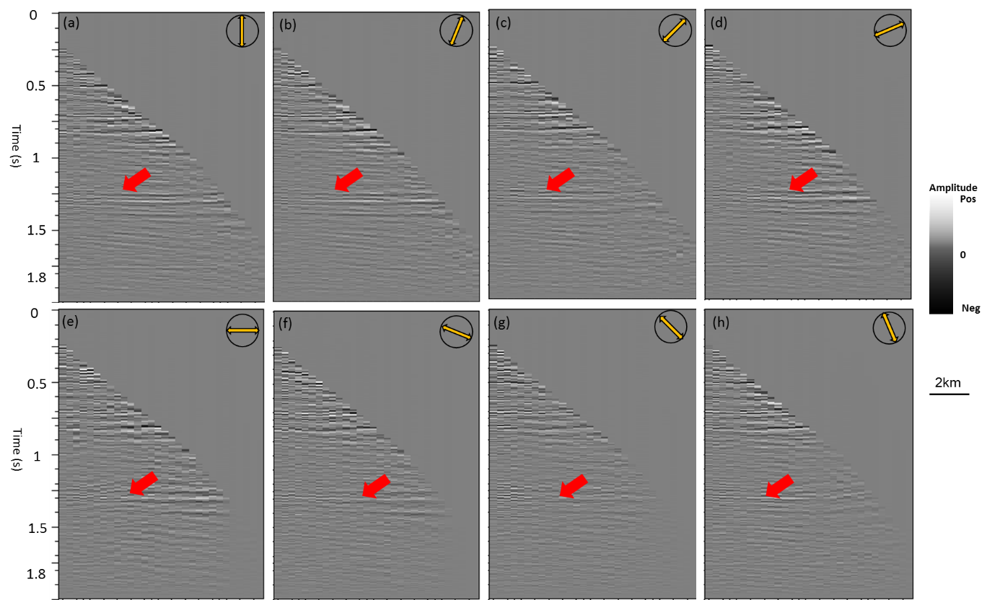 0
(a)
(b)
(c)
(d)
0.5
Time (s)
1
1.5
1.8
Amplitude
Pos
0
Neg
0
(e)
(f)
(g)
(h)
0.5
2km
Time (s)
1
1.5
1.8